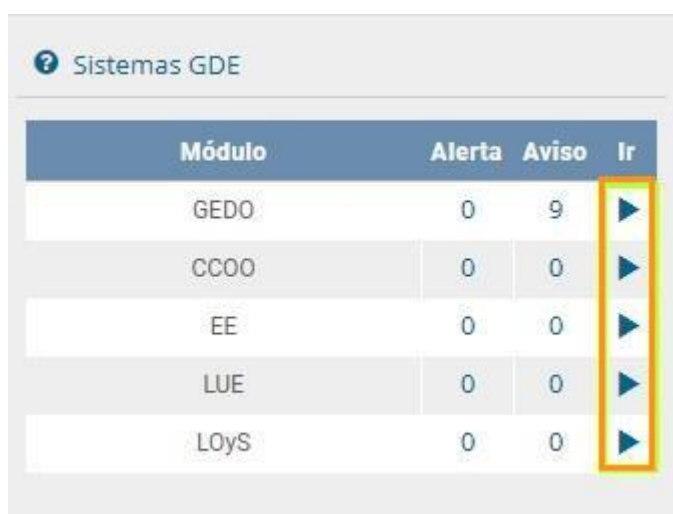 Sistemas GDE
Módulo Alerta Aviso Ir
GEDO 0 9
CCOO 0 0
EE 0 0
LUE 0 0
LOyS 0 0